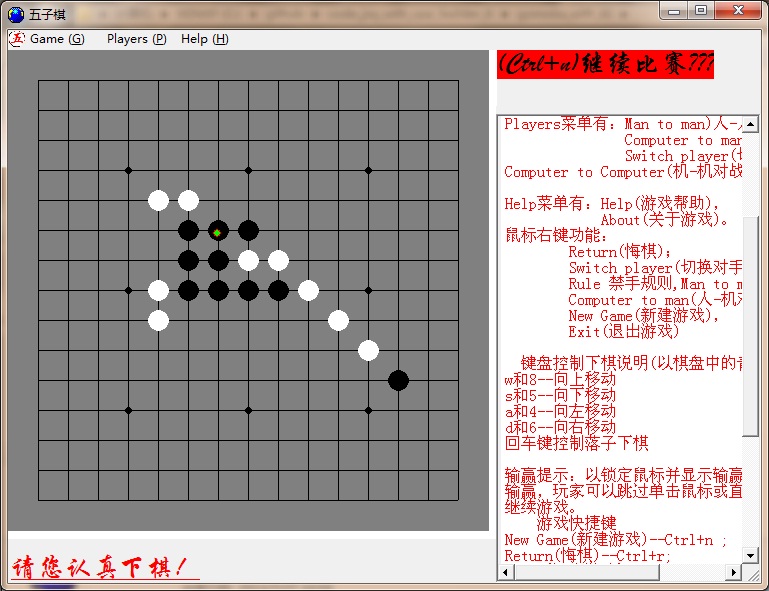 五子棋
五 Game (G) Players (P) Help (H)
(Ctrl+n)继续比赛???
Players菜单有: Man to man)人-
Computer to man
Switch player(
Computer to Computer(机-机对战
Help菜单有: Help(游戏帮助),
About(关于游戏)。
鼠标右键功能:
Return(悔棋);
Switch player(切换对手
Rule 禁手规则,Man to m
Computer to man(人-机对
New Game(新建游戏),
Exit(退出游戏)
键盘控制下棋说明(以棋盘中的青
w和8--向上移动
s和5--向下移动
a和4--向左移动
d和6--向右移动
回车键控制落子下棋
输赢提示: 以锁定鼠标并显示输赢
输赢, 玩家可以跳过单击鼠标或直
继续游戏。
游戏快捷键
New Game(新建游戏)--Ctrl+n ;
Return(悔棋)--Ctrl+r;
请您认真下棋!